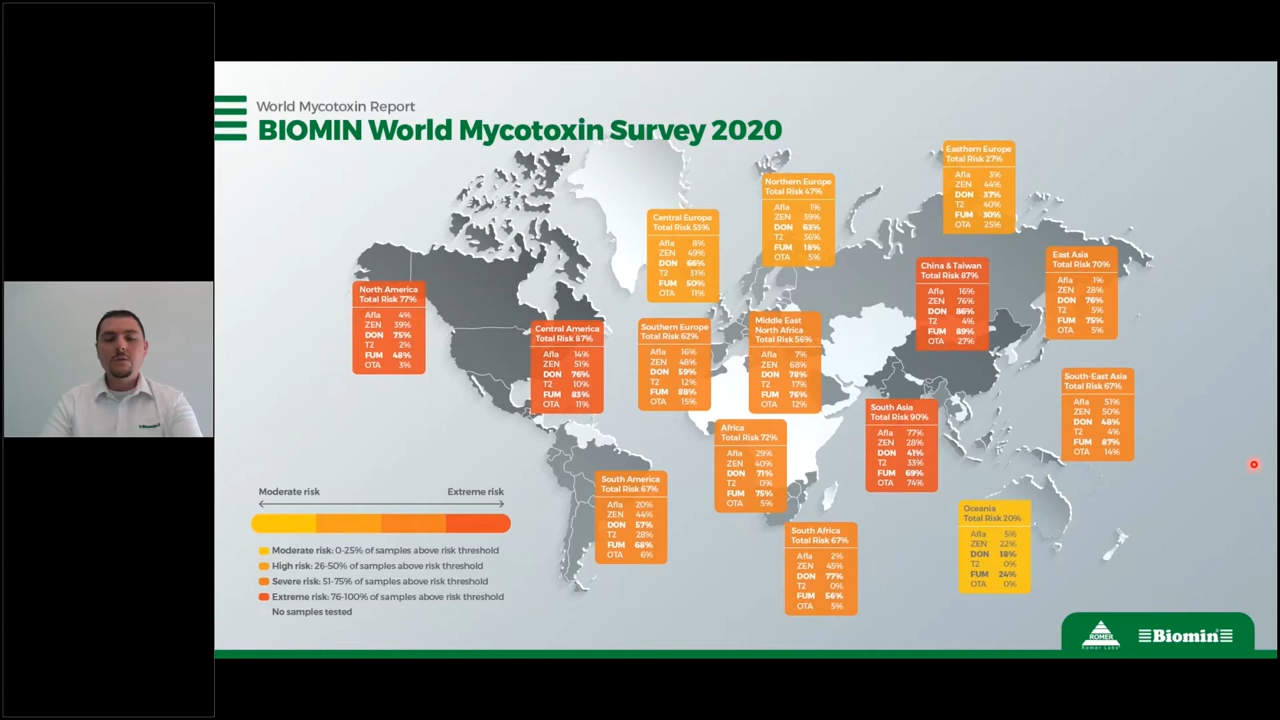 World Mycotoxin Report
BIOMIN World Mycotoxin Survey 2020
Easthern Europe
Total Risk 27%
Afla 3%
ZEN 44%
DON 37%
T2 40%
FUM 30%
OTA 25%
Northern Europe
Total Risk 47%
Afla 1%
ZEN 39%
DON 63%
T2 36%
FUM 18%
OTA 5%
Central Europe
Total Risk 53%
Afla 8%
ZEN 49%
DON 66%
T2 31%
FUM 50%
OTA 11%
East Asia
Total Risk 70%
Afla 1%
ZEN 28%
DON 76%
T2 5%
FUM 75%
OTA 5%
China & Taiwan
Total Risk 87%
Afla 16%
ZEN 76%
DON 86%
T2 4%
FUM 89%
OTA 27%
North America
Total Risk 77%
Afla 4%
ZEN 39%
DON 75%
T2 2%
FUM 48%
OTA 3%
Central America
Total Risk 87%
Afla 14%
ZEN 51%
DON 76%
T2 10%
FUM 83%
OTA 11%
Southern Europe
Total Risk 62%
Afla 16%
ZEN 48%
DON 59%
T2 12%
FUM 88%
OTA 15%
Middle East
North Africa
Total Risk 56%
Afla 7%
ZEN 68%
DON 78%
T2 17%
FUM 76%
OTA 12%
South-East Asia
Total Risk 67%
Afla 51%
ZEN 50%
DON 48%
T2 4%
FUM 87%
OTA 14%
South Asia
Total Risk 90%
Afla 77%
ZEN 28%
DON 41%
T2 33%
FUM 69%
OTA 74%
Africa
Total Risk 72%
Afla 29%
ZEN 40%
DON 71%
T2 0%
FUM 75%
OTA 5%
South America
Total Risk 67%
Afla 20%
ZEN 44%
DON 57%
T2 28%
FUM 68%
OTA 6%
Oceania
Total Risk 20%
Afla 5%
ZEN 22%
DON 18%
T2 0%
FUM 24%
OTA 0%
South Africa
Total Risk 67%
Afla 2%
ZEN 45%
DON 77%
T2 0%
FUM 56%
OTA 5%
Moderate risk Extreme risk
Moderate risk: 0-25% of samples above risk threshold
High risk: 26-50% of samples above risk threshold
Severe risk: 51-75% of samples above risk threshold
Extreme risk: 76-100% of samples above risk threshold
No samples tested
ROMER
Romer Labs
Biomin
Biomin